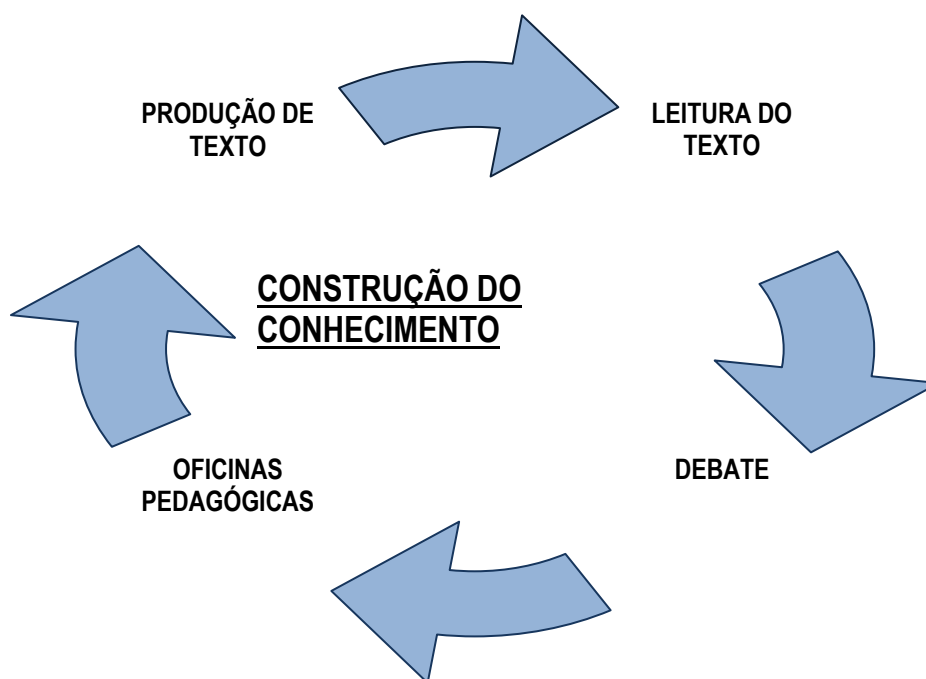 PRODUÇÃO DE
TEXTO
LEITURA DO
TEXTO
CONSTRUÇÃO DO
CONHECIMENTO
OFICINAS
PEDAGÓGICAS
DEBATE